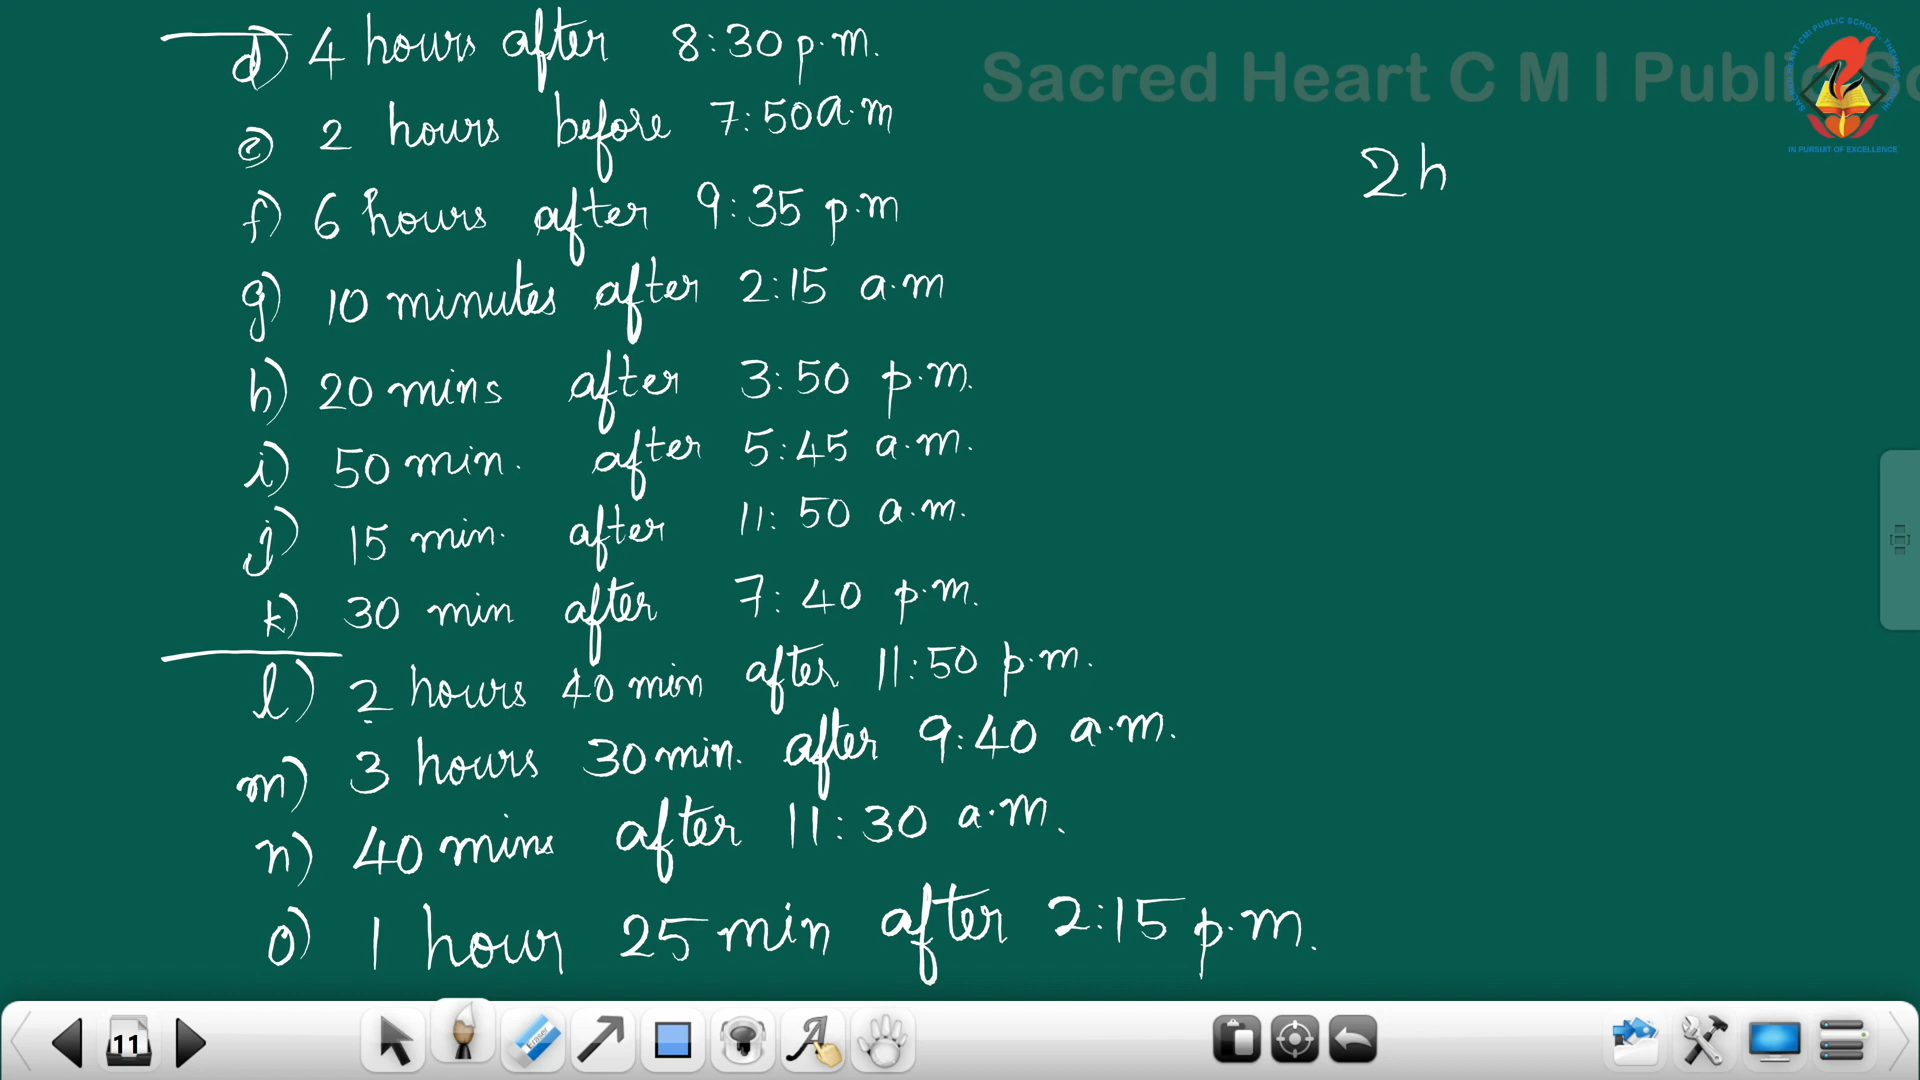 d) 4 hours after 8:30 p.m.
e) 2 hours before 7:50 a.m
f) 6 hours after 9:35 p.m
g) 10 minutes after 2:15 a.m
h) 20 mins after 3:50 p.m.
i) 50 min. after 5:45 a.m.
j) 15 min. after 11:50 a.m.
k) 30 min after 7:40 p.m.
l) 2 hours 40 min after 11:50 p.m.
m) 3 hours 30 min. after 9:40 a.m.
n) 40 mins after 11:30 a.m.
o) 1 hour 25 min after 2:15 p.m.
2h
Sacred Heart C M I Public Sc
IN PURSUIT OF EXCELLENCE
11